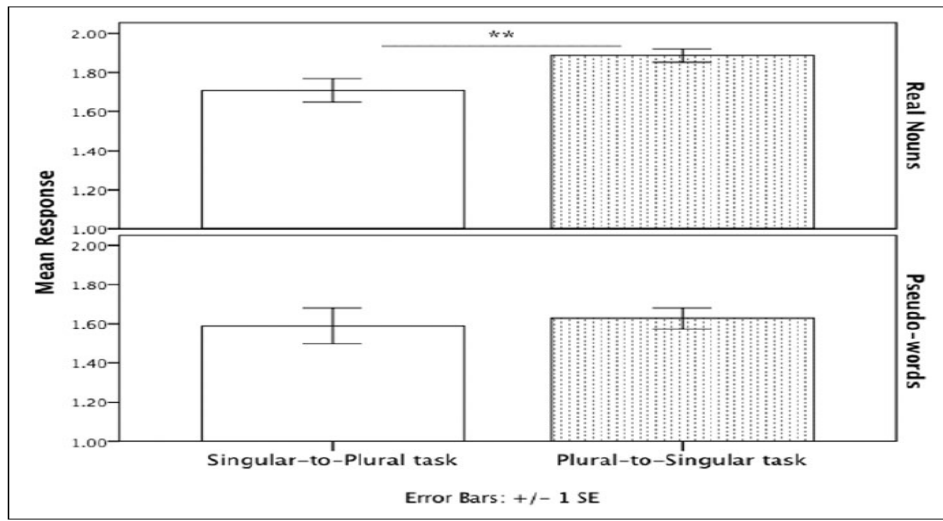 **
2.00
1.80
1.60
1.40
1.20
1.00
Real Nouns
Mean Response
2.00
1.80
1.60
1.40
1.20
1.00
Pseudo-words
Singular-to-Plural task
Plural-to-Singular task
Error Bars: +/- 1 SE